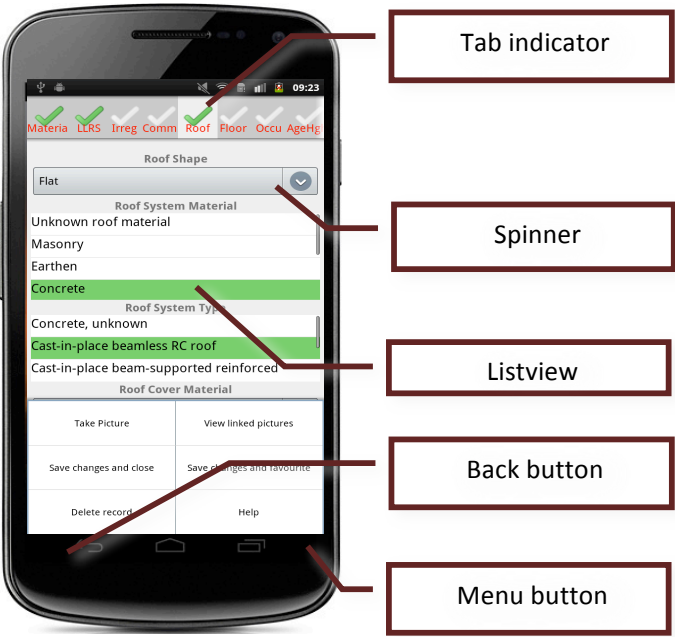 Tab indicator
09:23
Materia LLRS Irreg Comm Roof Floor Occu AgeHg
Roof Shape
Flat
Roof System Material
Unknown roof material
Masonry
Earthen
Concrete
Roof System Type
Concrete, unknown
Cast-in-place beamless RC roof
Cast-in-place beam-supported reinforced
Roof Cover Material
Take Picture
View linked pictures
Save changes and close
Save changes and favourite
Delete record
Help
Spinner
Listview
Back button
Menu button